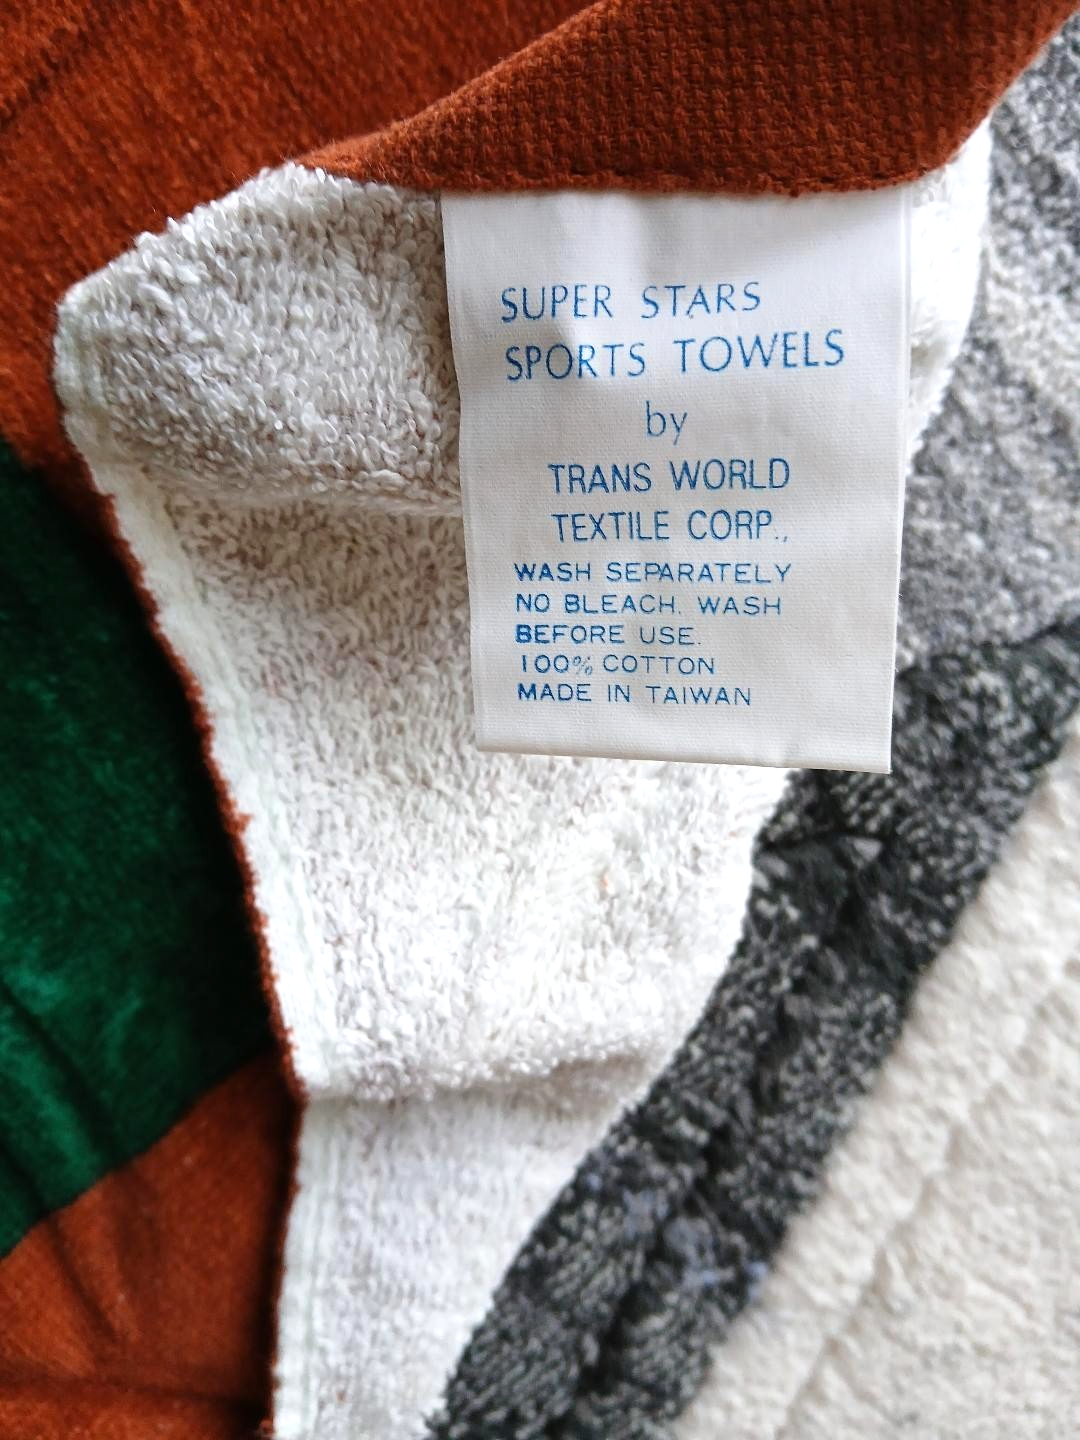 SUPER STARS
SPORTS TOWELS
by
TRANS WORLD
TEXTILE CORP.,
WASH SEPARATELY
NO BLEACH. WASH
BEFORE USE.
100% COTTON
MADE IN TAIWAN